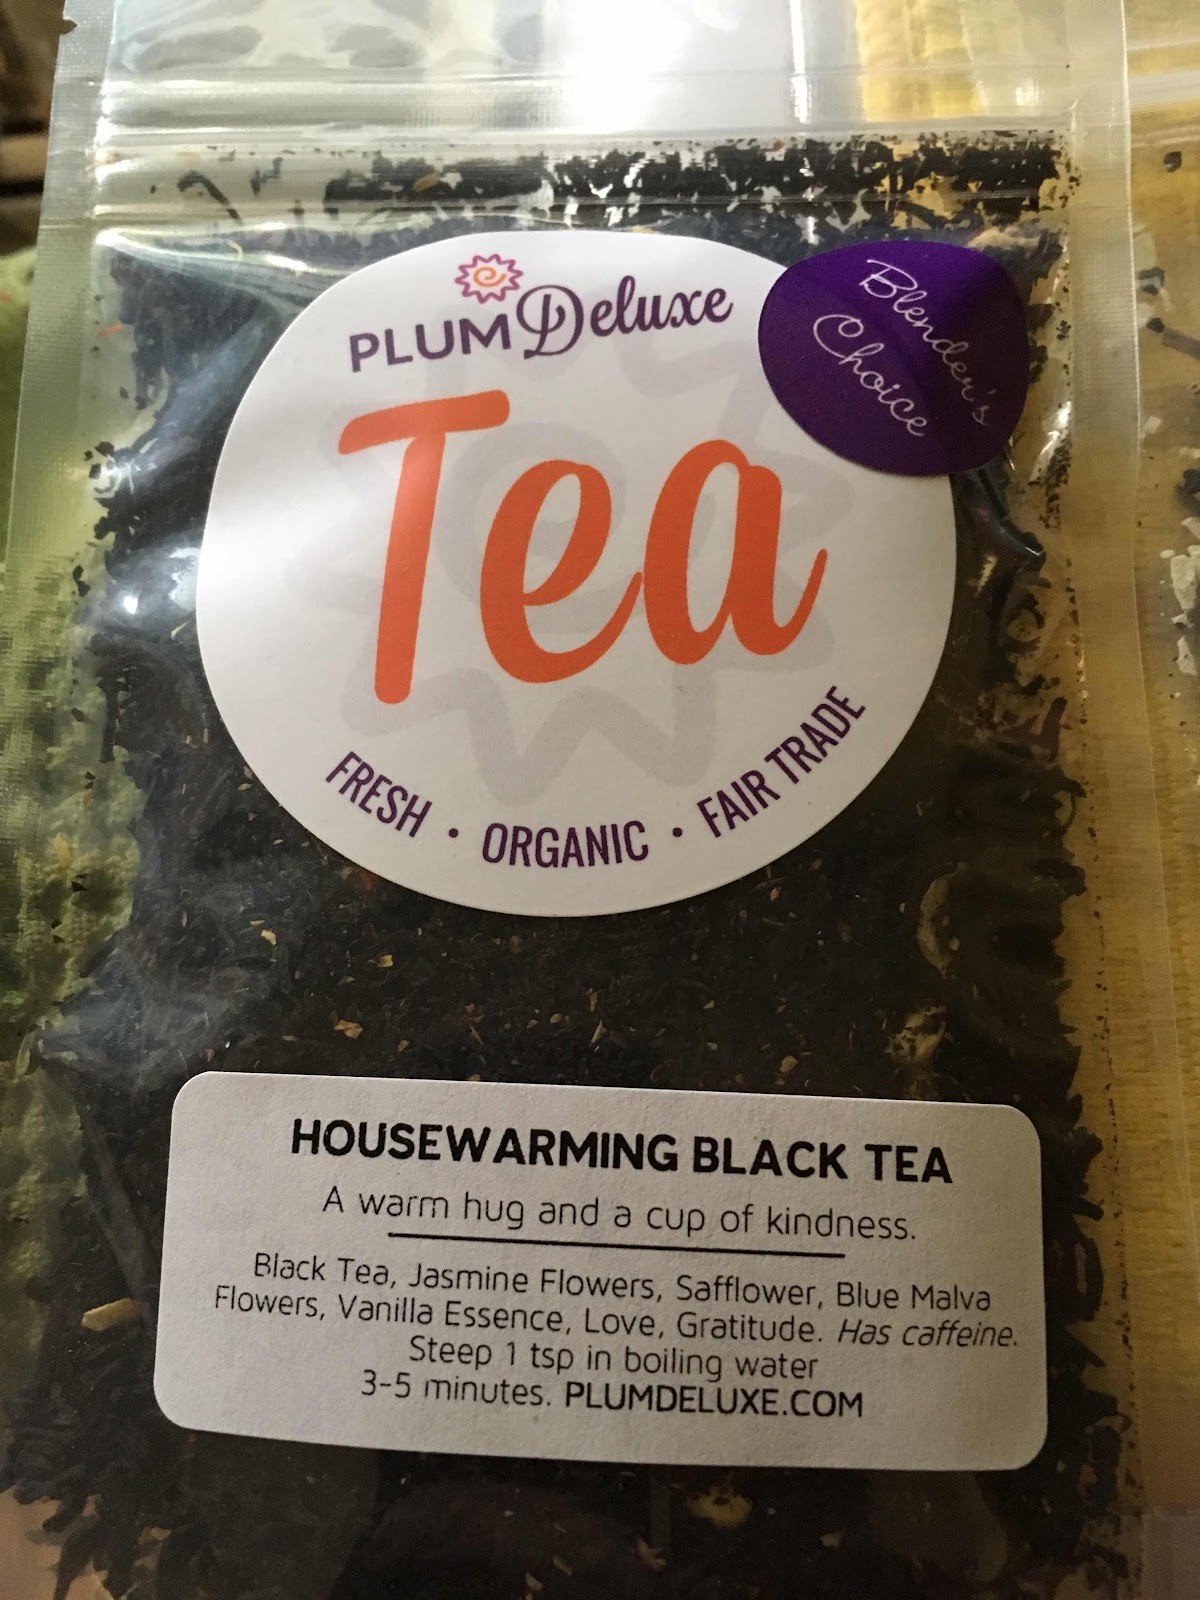 PLUM Deluxe
Blender's
Choice
Tea
FRESH • ORGANIC • FAIR TRADE
HOUSEWARMING BLACK TEA
A warm hug and a cup of kindness.
Black Tea, Jasmine Flowers, Safflower, Blue Malva
Flowers, Vanilla Essence, Love, Gratitude. Has caffeine.
Steep 1 tsp in boiling water
3-5 minutes. PLUMDELUXE.COM